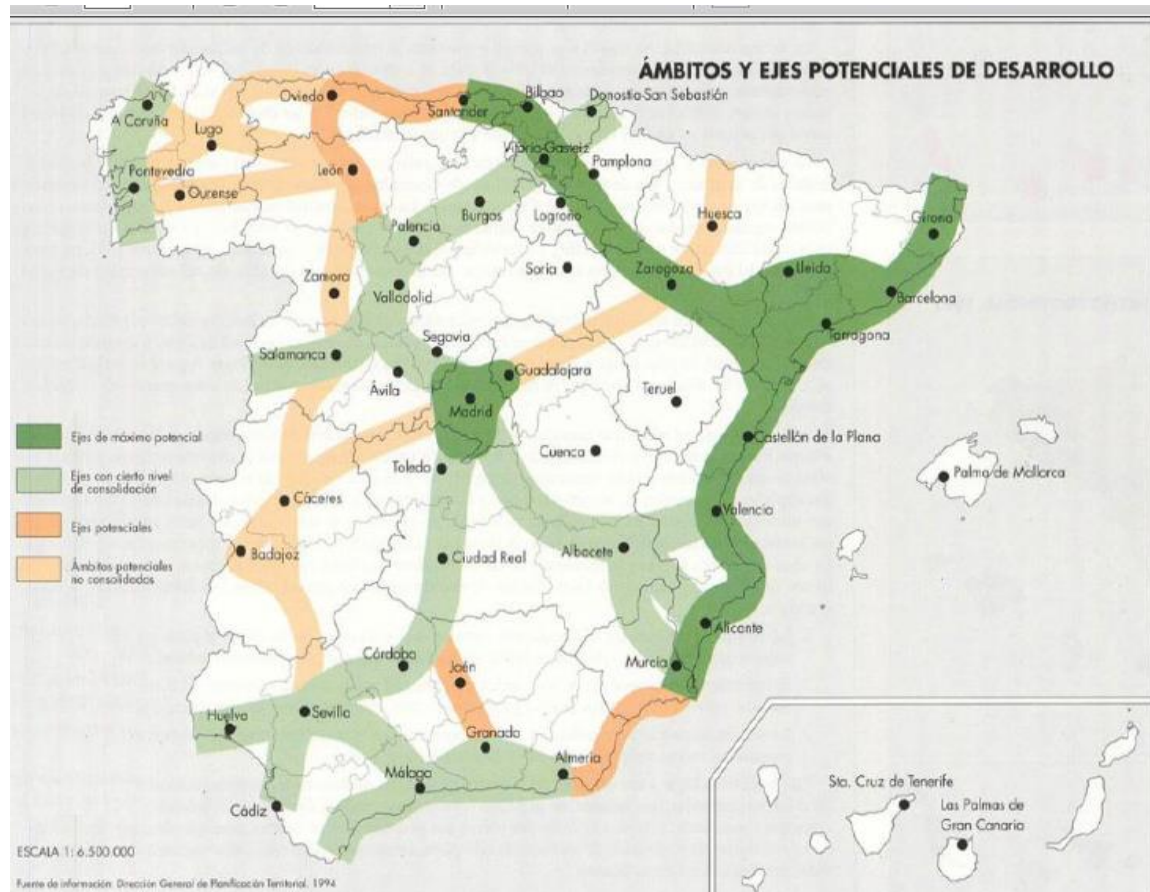 ÁMBITOS Y EJES POTENCIALES DE DESARROLLO
A Coruña
Lugo
Oviedo
Santander
Bilbao
Donostia-San Sebastián
Vitoria-Gasteiz
Pamplona
Pontevedra
Ourense
León
Palencia
Burgos
Logroño
Huesca
Girona
Zamora
Valladolid
Soria
Zaragoza
Lleida
Barcelona
Tarragona
Salamanca
Segovia
Ávila
Guadalajara
Madrid
Teruel
Castellón de la Plana
Palma de Mallorca
Ejes de máximo potencial
Ejes con cierto nivel
de consolidación
Ejes potenciales
Ámbitos potenciales
no consolidados
Toledo
Cuenca
Cáceres
Valencia
Badajoz
Ciudad Real
Albacete
Alicante
Murcia
Córdoba
Jaén
Huelva
Sevilla
Granada
Almería
Málaga
Cádiz
Sta. Cruz de Tenerife
Las Palmas de
Gran Canaria
ESCALA 1: 6.500.000
Fuente de información: Dirección General de Planificación Territorial. 1994